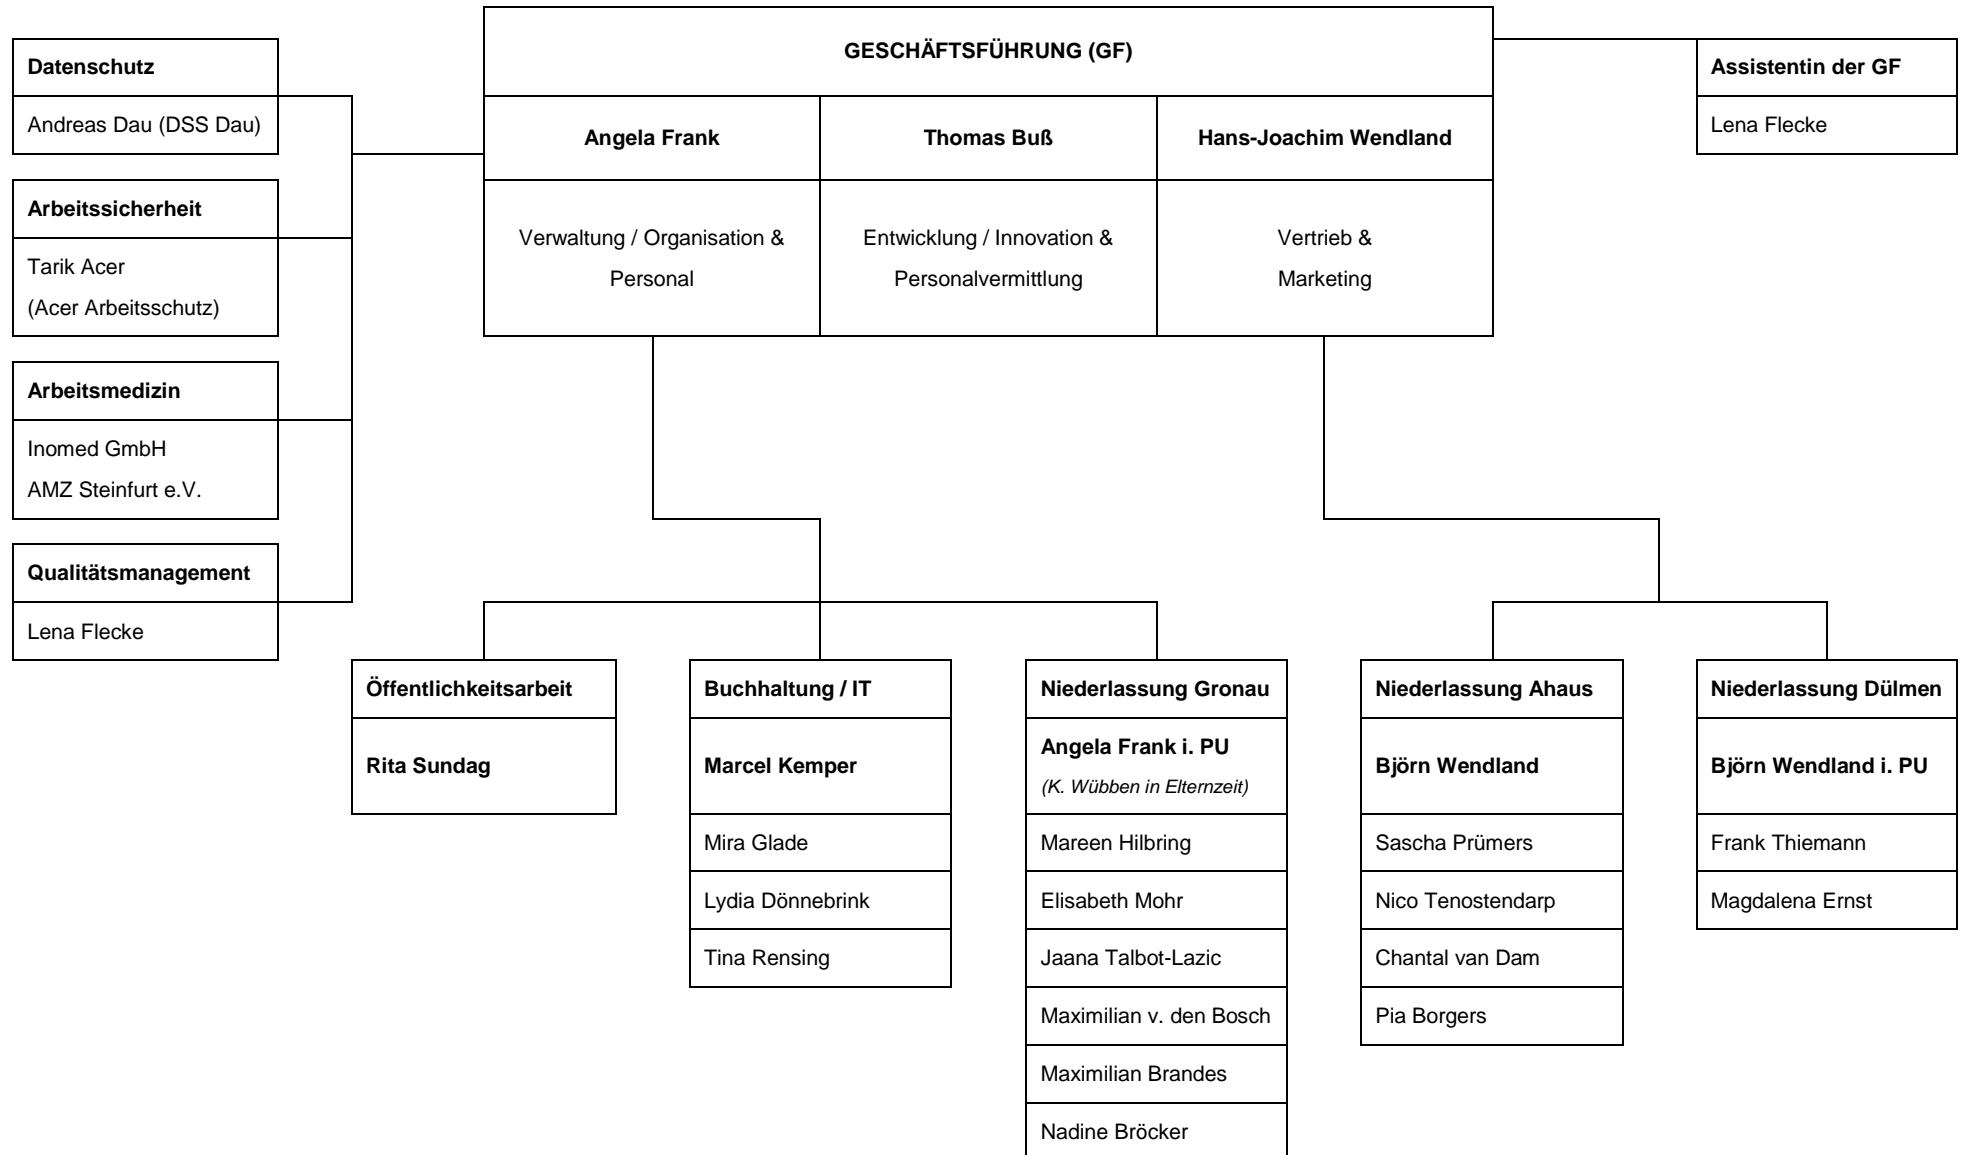 GESCHÄFTSFÜHRUNG (GF)
Angela Frank
Thomas Buß
Hans-Joachim Wendland
Verwaltung / Organisation &
Personal
Entwicklung / Innovation &
Personalvermittlung
Vertrieb &
Marketing
Assistentin der GF
Lena Flecke
Datenschutz
Andreas Dau (DSS Dau)
Arbeitssicherheit
Tarik Acer
(Acer Arbeitsschutz)
Arbeitsmedizin
Inomed GmbH
AMZ Steinfurt e.V.
Qualitätsmanagement
Lena Flecke
Öffentlichkeitsarbeit
Rita Sundag
Buchhaltung / IT
Marcel Kemper
Mira Glade
Lydia Dönnebrink
Tina Rensing
Niederlassung Gronau
Angela Frank i. PU
(K. Wübben in Elternzeit)
Mareen Hilbring
Elisabeth Mohr
Jaana Talbot-Lazic
Maximilian v. den Bosch
Maximilian Brandes
Nadine Bröcker
Niederlassung Ahaus
Björn Wendland
Sascha Prümers
Nico Tenostendarp
Chantal van Dam
Pia Borgers
Niederlassung Dülmen
Björn Wendland i. PU
Frank Thiemann
Magdalena Ernst